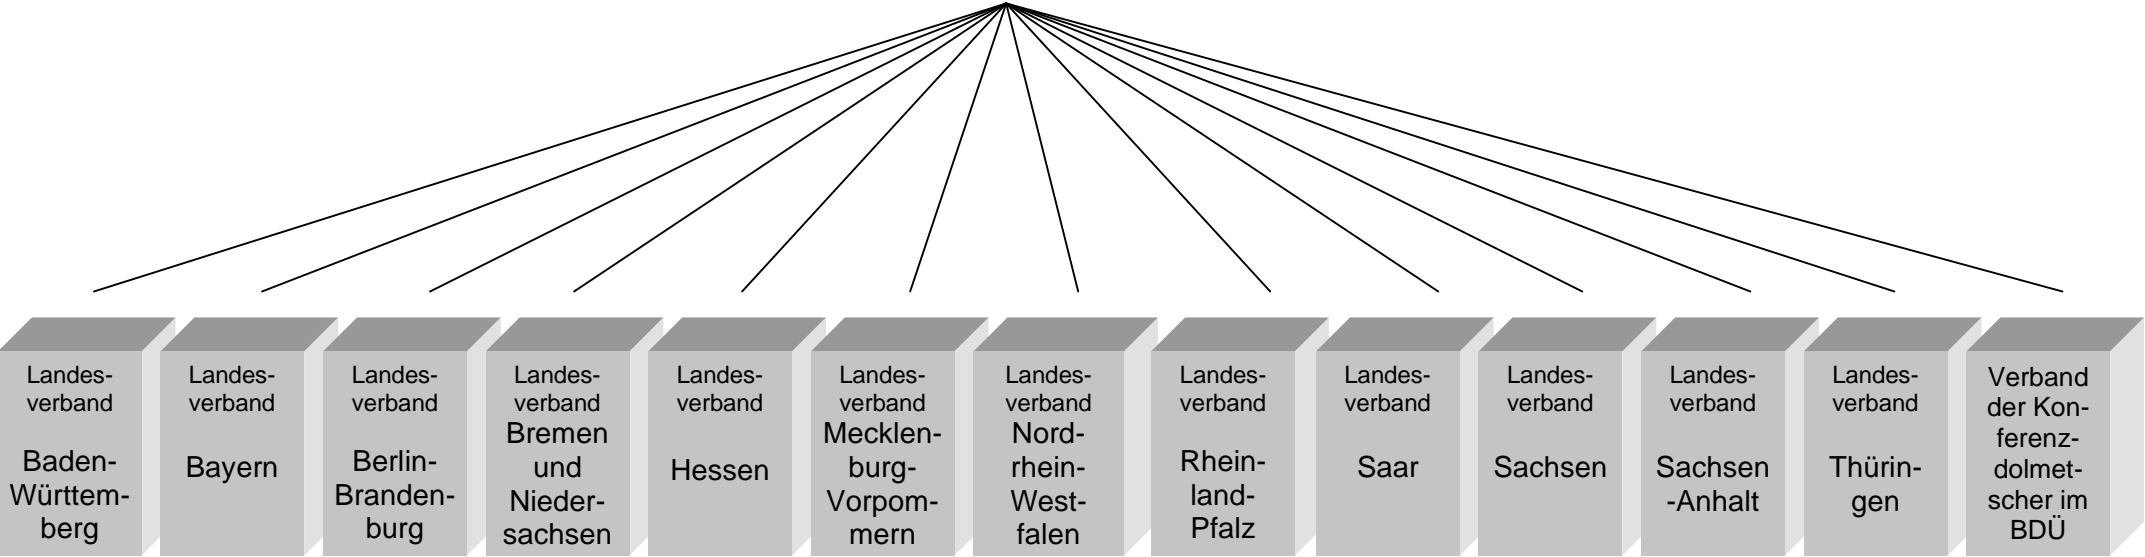 Landes-
verband
Baden-
Württem-
berg
Landes-
verband
Bayern
Landes-
verband
Berlin-
Branden-
burg
Landes-
verband
Bremen
und
Nieder-
sachsen
Landes-
verband
Hessen
Landes-
verband
Mecklen-
burg-
Vorpom-
mern
Landes-
verband
Nord-
rhein-
West-
falen
Landes-
verband
Rhein-
land-
Pfalz
Landes-
verband
Saar
Landes-
verband
Sachsen
Landes-
verband
Sachsen
-Anhalt
Landes-
verband
Thürin-
gen
Verband
der Kon-
ferenz-
dolmet-
scher im
BDÜ